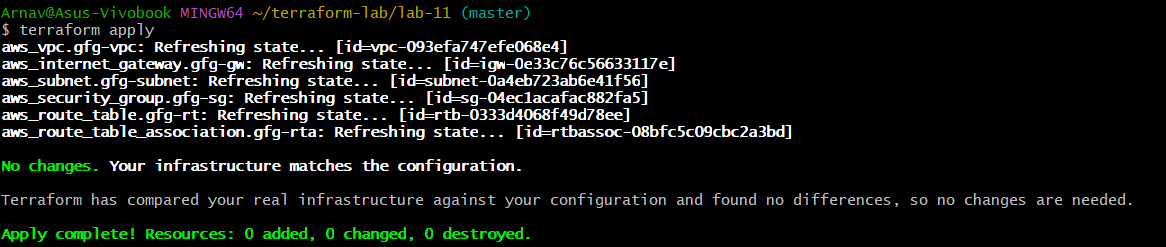 Arnav@Asus-Vivobook MINGW64 ~/terraform-lab/lab-11 (master)
$ terraform apply
aws_vpc.gfg-vpc: Refreshing state... [id=vpc-093efa747efe068e4]
aws_internet_gateway.gfg-gw: Refreshing state... [id=igw-0e33c76c56633117e]
aws_subnet.gfg-subnet: Refreshing state... [id=subnet-0a4eb723ab6e41f56]
aws_security_group.gfg-sg: Refreshing state... [id=sg-04ec1acafac882fa5]
aws_route_table.gfg-rt: Refreshing state... [id=rtb-0333d4068f49d78ee]
aws_route_table_association.gfg-rta: Refreshing state... [id=rtbassoc-08bfc5c09cbc2a3bd]
No changes. Your infrastructure matches the configuration.
Terraform has compared your real infrastructure against your configuration and found no differences, so no changes are needed.
Apply complete! Resources: 0 added, 0 changed, 0 destroyed.